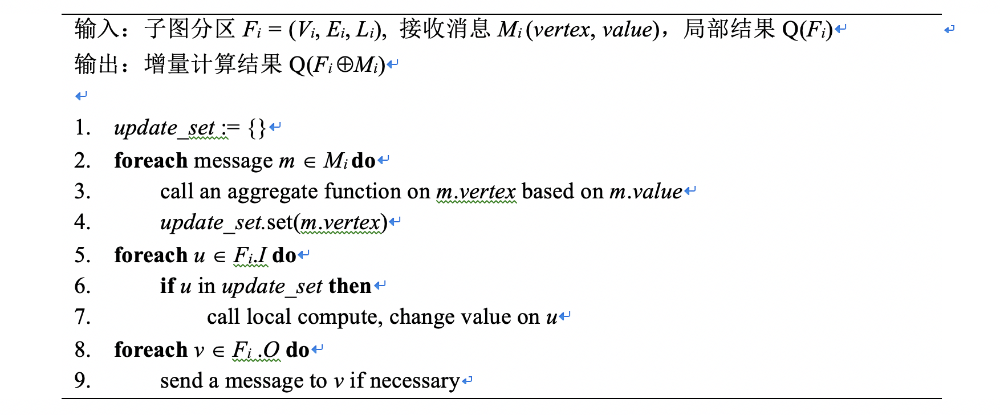 输入：子图分区 Fi = (Vi, Ei, Li), 接收消息 Mi (vertex, value)，局部结果 Q(Fi)↵ ↵
输出：增量计算结果 Q(Fi⊕Mi)↵
↵
1. update_set := {}↵
2. foreach message m ∈ Mi do↵
3. call an aggregate function on m.vertex based on m.value↵
4. update_set.set(m.vertex)↵
5. foreach u ∈ Fi.I do↵
6. if u in update_set then↵
7. call local compute, change value on u↵
8. foreach v ∈ Fi .O do↵
9. send a message to v if necessary↵